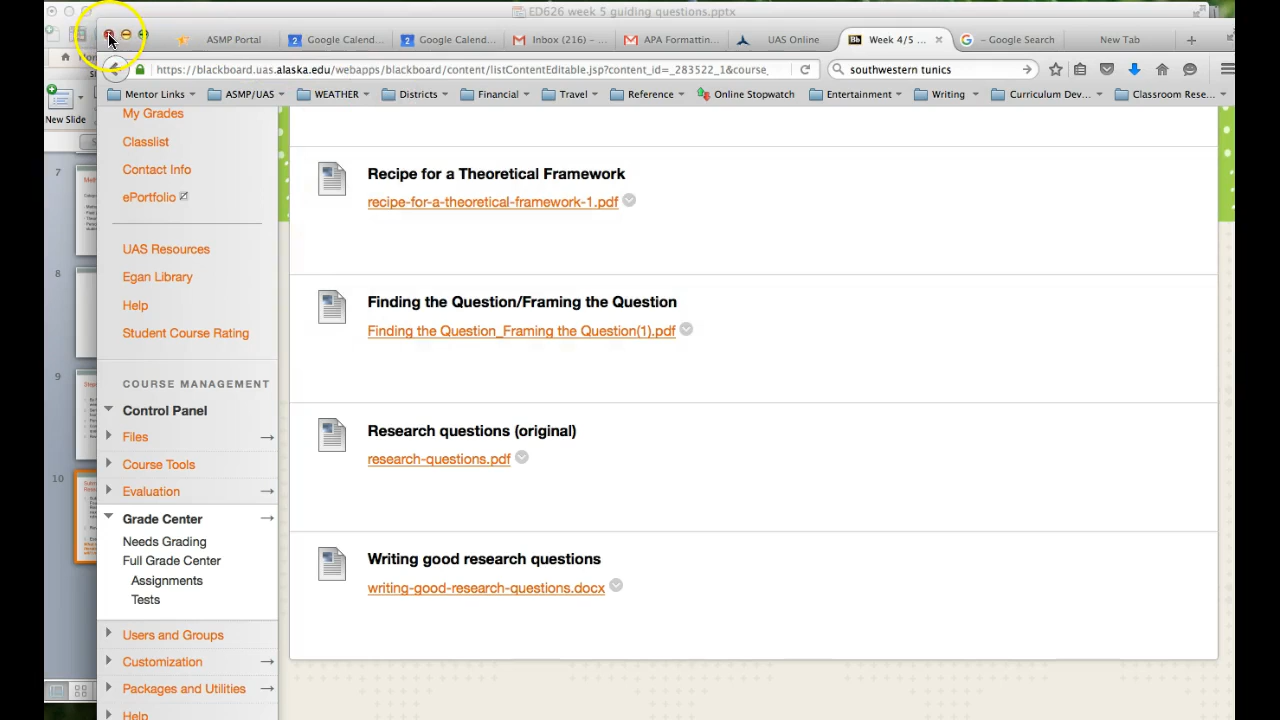 ED626 week 5 guiding questions.pptx
ASMP Portal
Google Calend...
Google Calen...
Inbox (216) – ...
APA Formattin...
UAS Online
Week 4/5 ...
– Google Search
New Tab
https://blackboard.uas.alaska.edu/webapps/blackboard/content/listContentEditable.jsp?content_id=_283522_1&course_
southwestern tunics
Mentor Links
ASPM/UAS
WEATHER
Districts
Financial
Travel
Reference
Online Stopwatch
Entertainment
Writing
Curriculum Dev...
Classroom Rese...
New Slide
My Grades
Classlist
Contact Info
ePortfolio
UAS Resources
Egan Library
Help
Student Course Rating
COURSE MANAGEMENT
Control Panel
Files
Course Tools
Evaluation
Grade Center
Needs Grading
Full Grade Center
Assignments
Tests
Users and Groups
Customization
Packages and Utilities
Help
7
8
9
10
Recipe for a Theoretical Framework
recipe-for-a-theoretical-framework-1.pdf
Finding the Question/Framing the Question
Finding the Question_Framing the Question(1).pdf
Research questions (original)
research-questions.pdf
Writing good research questions
writing-good-research-questions.docx